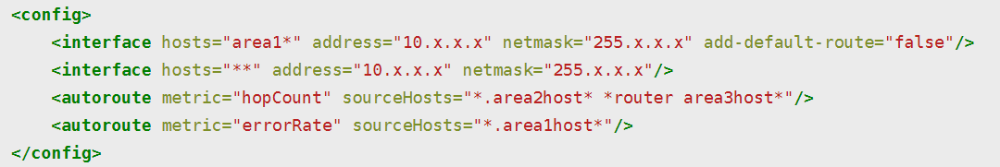 <config>
    <interface hosts="area1*" address="10.x.x.x" netmask="255.x.x.x" add-default-route="false"/>
    <interface hosts="**" address="10.x.x.x" netmask="255.x.x.x"/>
    <autoroute metric="hopCount" sourceHosts="*.area2host* *router area3host*"/>
    <autoroute metric="errorRate" sourceHosts="*.area1host*"/>
</config>